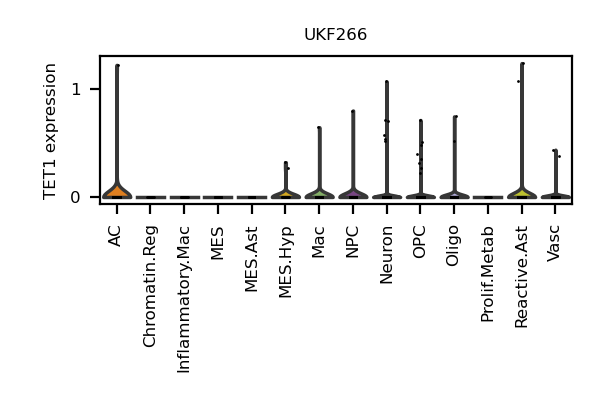 UKF266
TET1 expression
1
0
AC
Chromatin.Reg
Inflammatory.Mac
MES
MES.Ast
MES.Hyp
Mac
NPC
Neuron
OPC
Oligo
Prolif.Metab
Reactive.Ast
Vasc